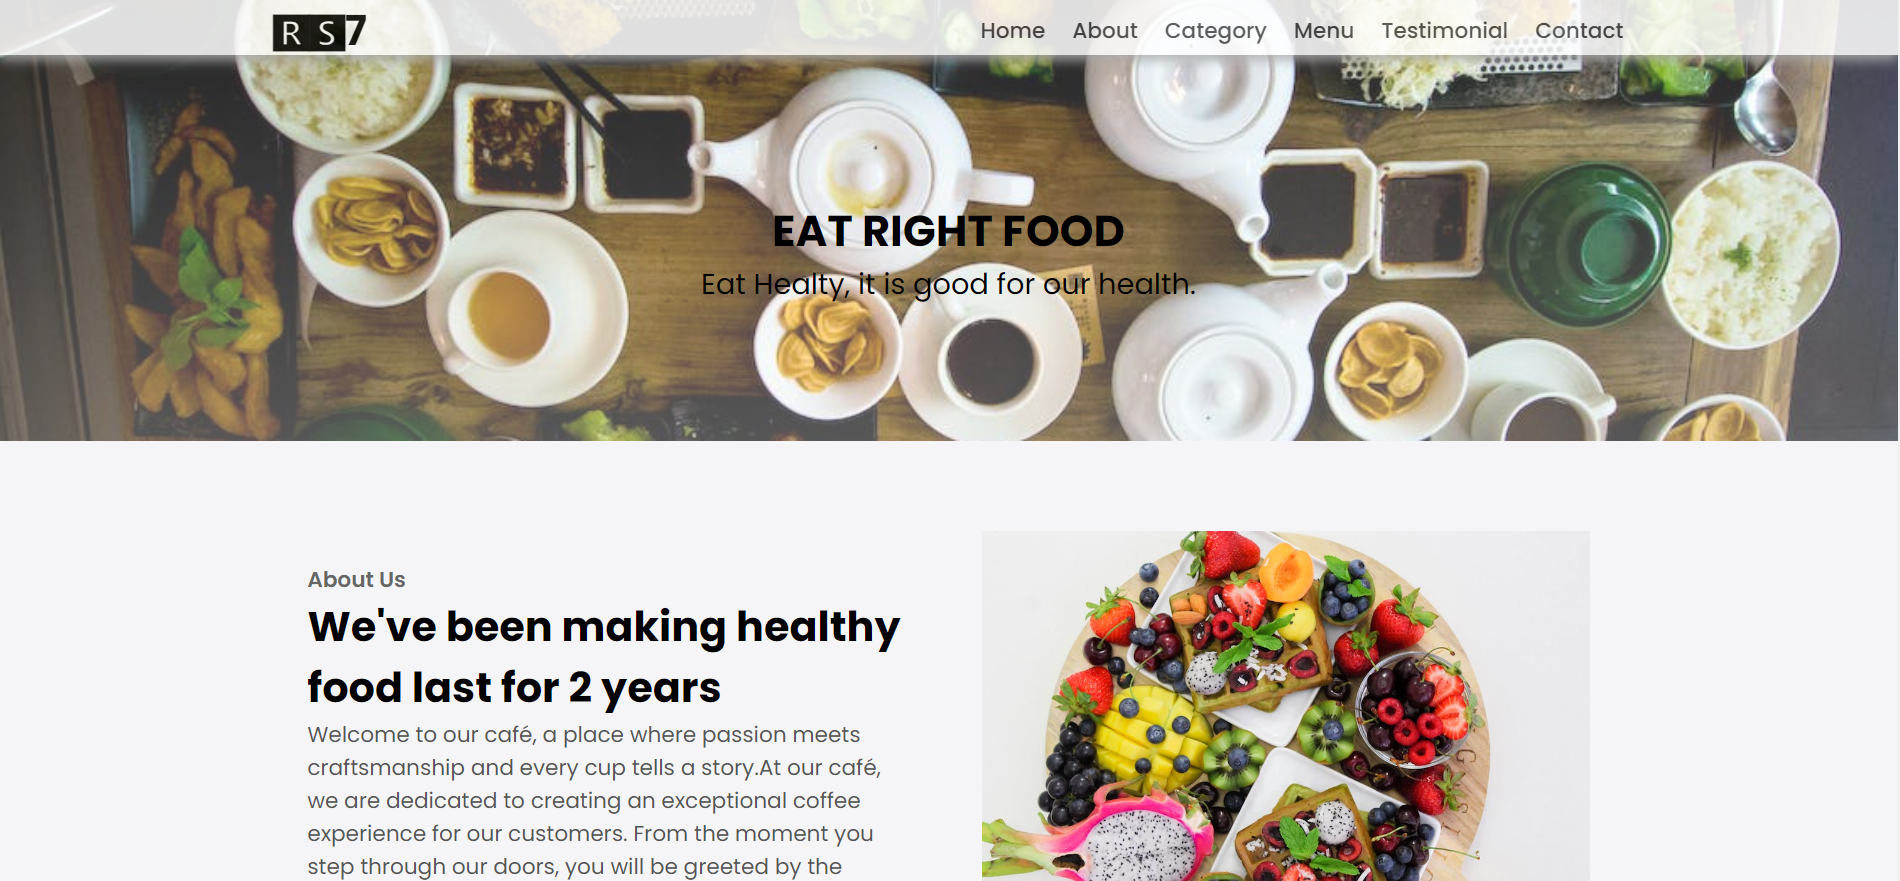 RS7
Home About Category Menu Testimonial Contact
EAT RIGHT FOOD
Eat Healty, it is good for our health.
About Us
We've been making healthy
food last for 2 years
Welcome to our café, a place where passion meets
craftsmanship and every cup tells a story.At our café,
we are dedicated to creating an exceptional coffee
experience for our customers. From the moment you
step through our doors, you will be greeted by the